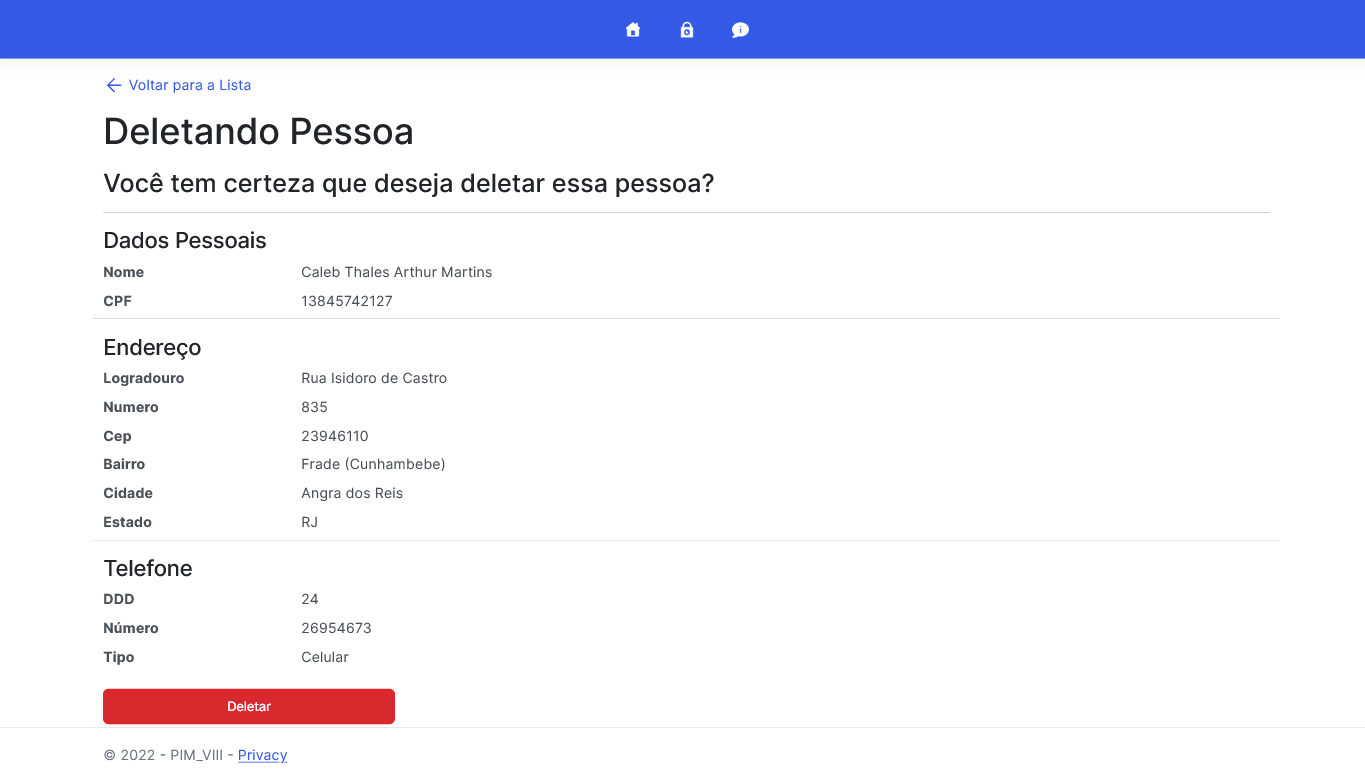 Voltar para a Lista
Deletando Pessoa
Você tem certeza que deseja deletar essa pessoa?
Dados Pessoais
Nome Caleb Thales Arthur Martins
CPF 13845742127
Endereço
Logradouro Rua Isidoro de Castro
Numero 835
Cep 23946110
Bairro Frade (Cunhambebe)
Cidade Angra dos Reis
Estado RJ
Telefone
DDD 24
Número 26954673
Tipo Celular
Deletar
© 2022 - PIM_VIII - Privacy